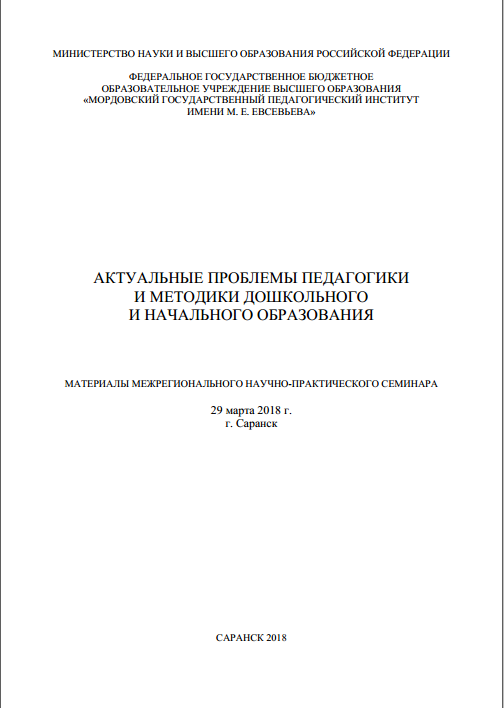 МИНИСТЕРСТВО НАУКИ И ВЫСШЕГО ОБРАЗОВАНИЯ РОССИЙСКОЙ ФЕДЕРАЦИИ
ФЕДЕРАЛЬНОЕ ГОСУДАРСТВЕННОЕ БЮДЖЕТНОЕ
ОБРАЗОВАТЕЛЬНОЕ УЧРЕЖДЕНИЕ ВЫСШЕГО ОБРАЗОВАНИЯ
«МОРДОВСКИЙ ГОСУДАРСТВЕННЫЙ ПЕДАГОГИЧЕСКИЙ ИНСТИТУТ
ИМЕНИ М. Е. ЕВСЕВЬЕВА»
АКТУАЛЬНЫЕ ПРОБЛЕМЫ ПЕДАГОГИКИ
И МЕТОДИКИ ДОШКОЛЬНОГО
И НАЧАЛЬНОГО ОБРАЗОВАНИЯ
МАТЕРИАЛЫ МЕЖРЕГИОНАЛЬНОГО НАУЧНО-ПРАКТИЧЕСКОГО СЕМИНАРА
29 марта 2018 г.
г. Саранск
САРАНСК 2018